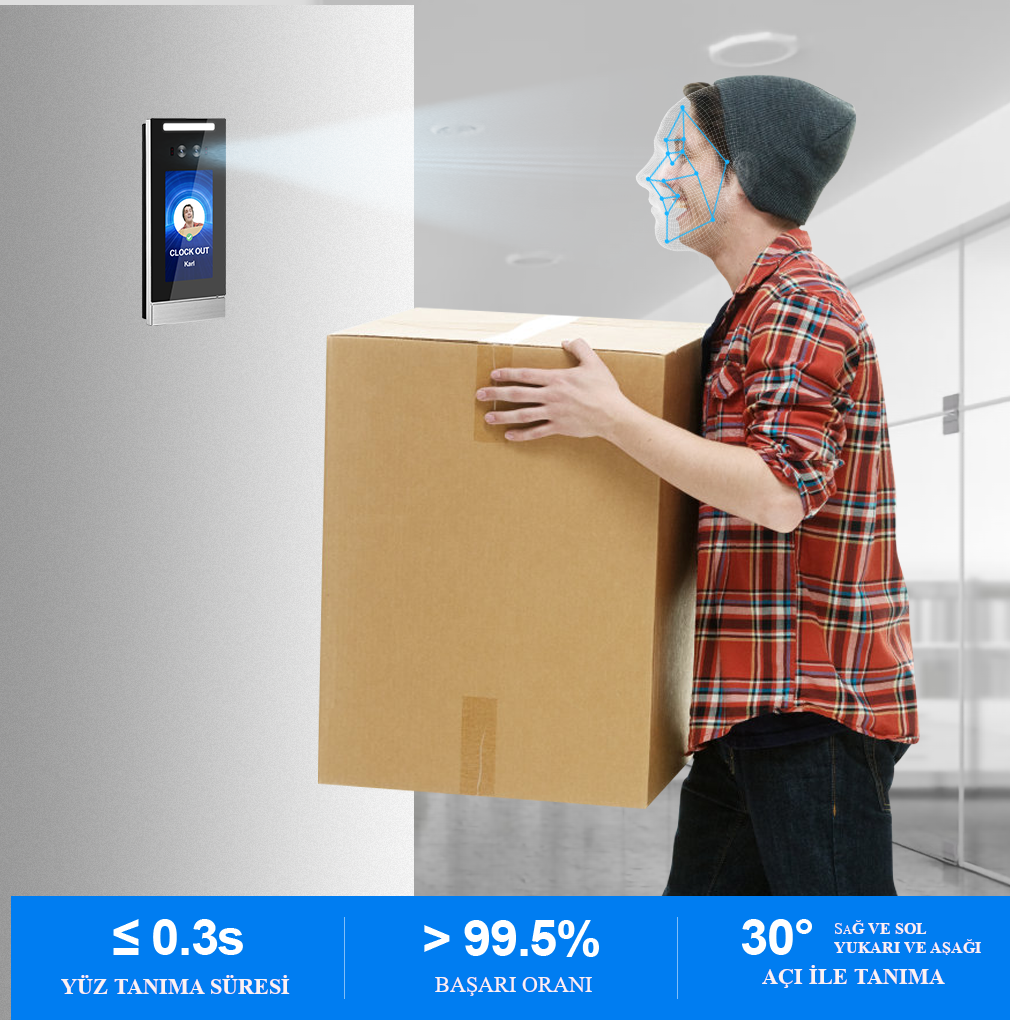 CLOCK OUT
Karl
≤ 0.3s
YÜZ TANIMA SÜRESİ
> 99.5%
BAŞARI ORANI
30°
SAĞ VE SOL
YUKARI VE AŞAĞI
AÇI İLE TANIMA